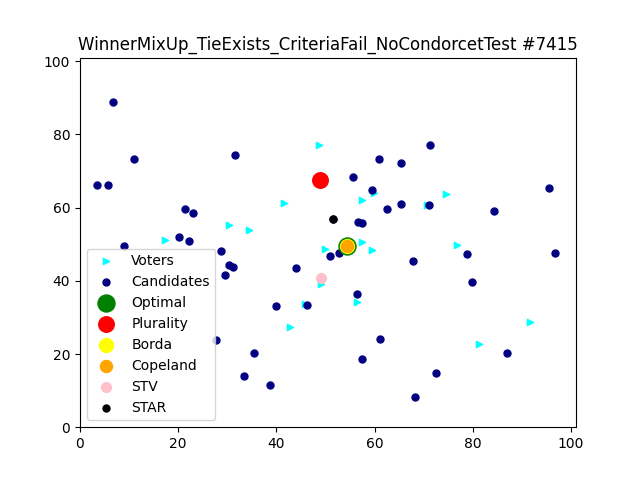 WinnerMixUp_TieExists_CriteriaFail_NoCondorcetTest #7415
100
80
60
40
20
0
Voters
Candidates
Optimal
Plurality
Borda
Copeland
STV
STAR
0 20 40 60 80 100